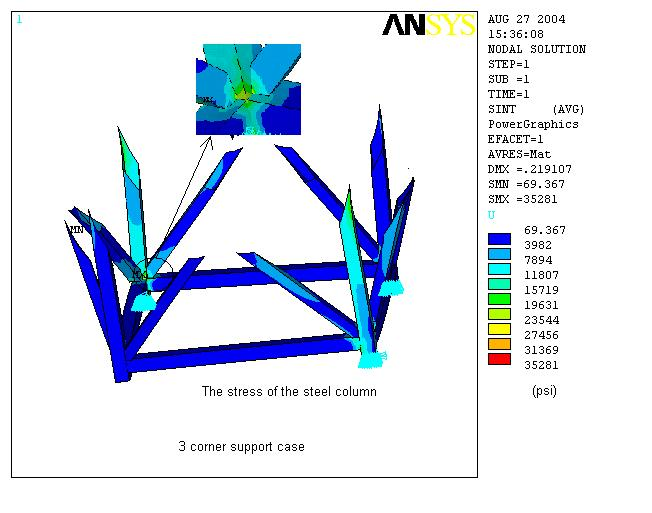 1
ANSYS
AUG 27 2004
15:36:08
NODAL SOLUTION
STEP=1
SUB =1
TIME=1
SINT (AVG)
PowerGraphics
EFACET=1
AVRES=Mat
DMX =.219107
SMN =69.367
SMX =35281
U
69.367
3982
7894
11807
15719
19631
23544
27456
31369
35281
(psi)
MN
The stress of the steel column
3 corner support case